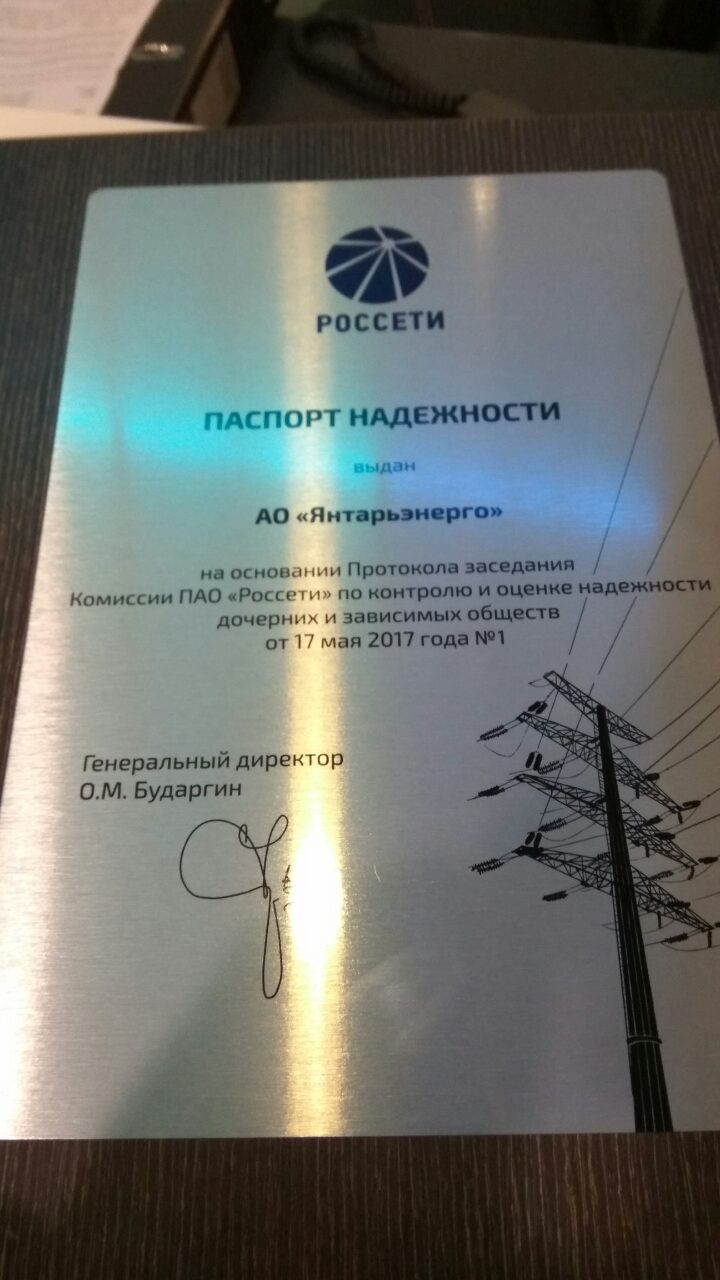 РОССЕТИ
ПАСПОРТ НАДЕЖНОСТИ
выдан
АО «Янтарьэнерго»
на основании Протокола заседания
Комиссии ПАО «Россети» по контролю и оценке надежности
дочерних и зависимых обществ
от 17 мая 2017 года №1
Генеральный директор
О.М. Бударгин